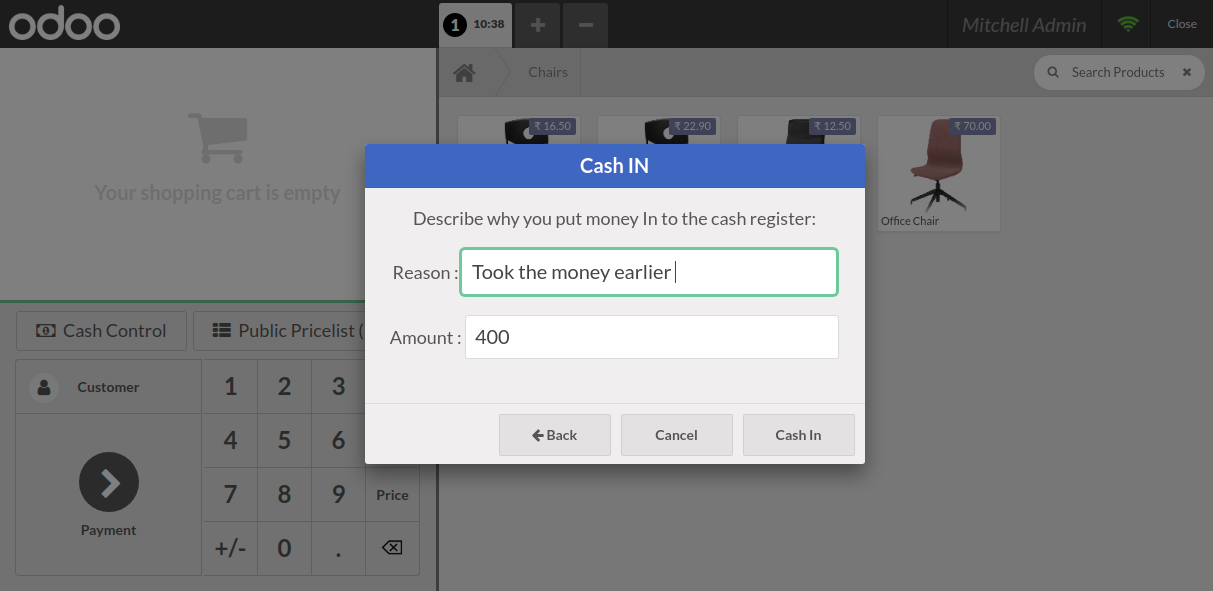 odoo
1 10:38
Mitchell Admin
Close
Chairs
Search Products
Your shopping cart is empty
₹ 16.50
₹ 22.90
₹ 12.50
₹ 70.00
Office Chair
Cash IN
Describe why you put money In to the cash register:
Reason : Took the money earlier
Amount : 400
Back
Cancel
Cash In
Cash Control
Public Pricelist (
Customer
1 2 3
4 5 6
7 8 9 Price
+/- 0 .
Payment